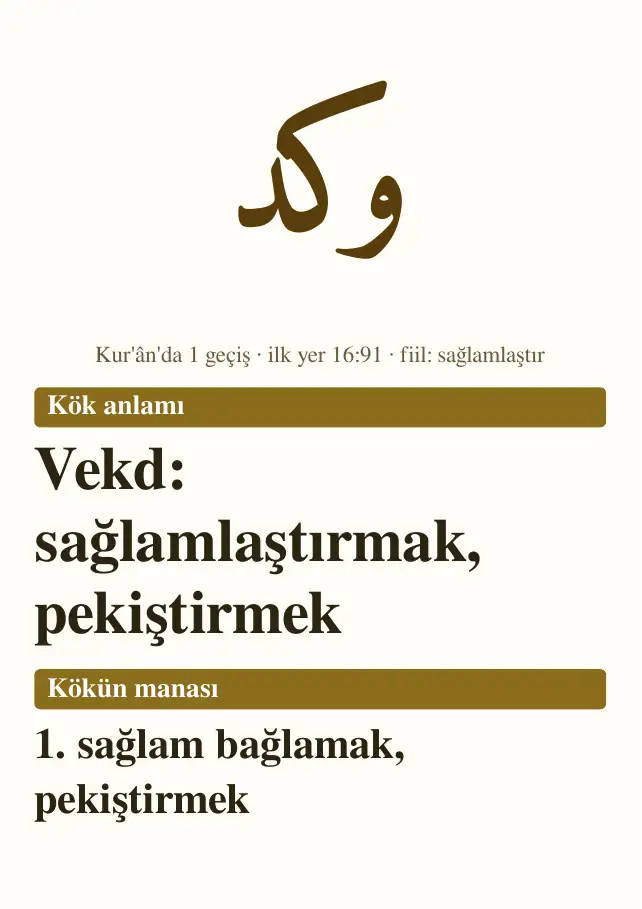 وكد
Kur'ân'da 1 geçiş · ilk yer 16:91 · fiil: sağlamlaştır
Kök anlamı
Vekd:
sağlamlaştırmak,
pekiştirmek
Kökün manası
1. sağlam bağlamak,
pekiştirmek